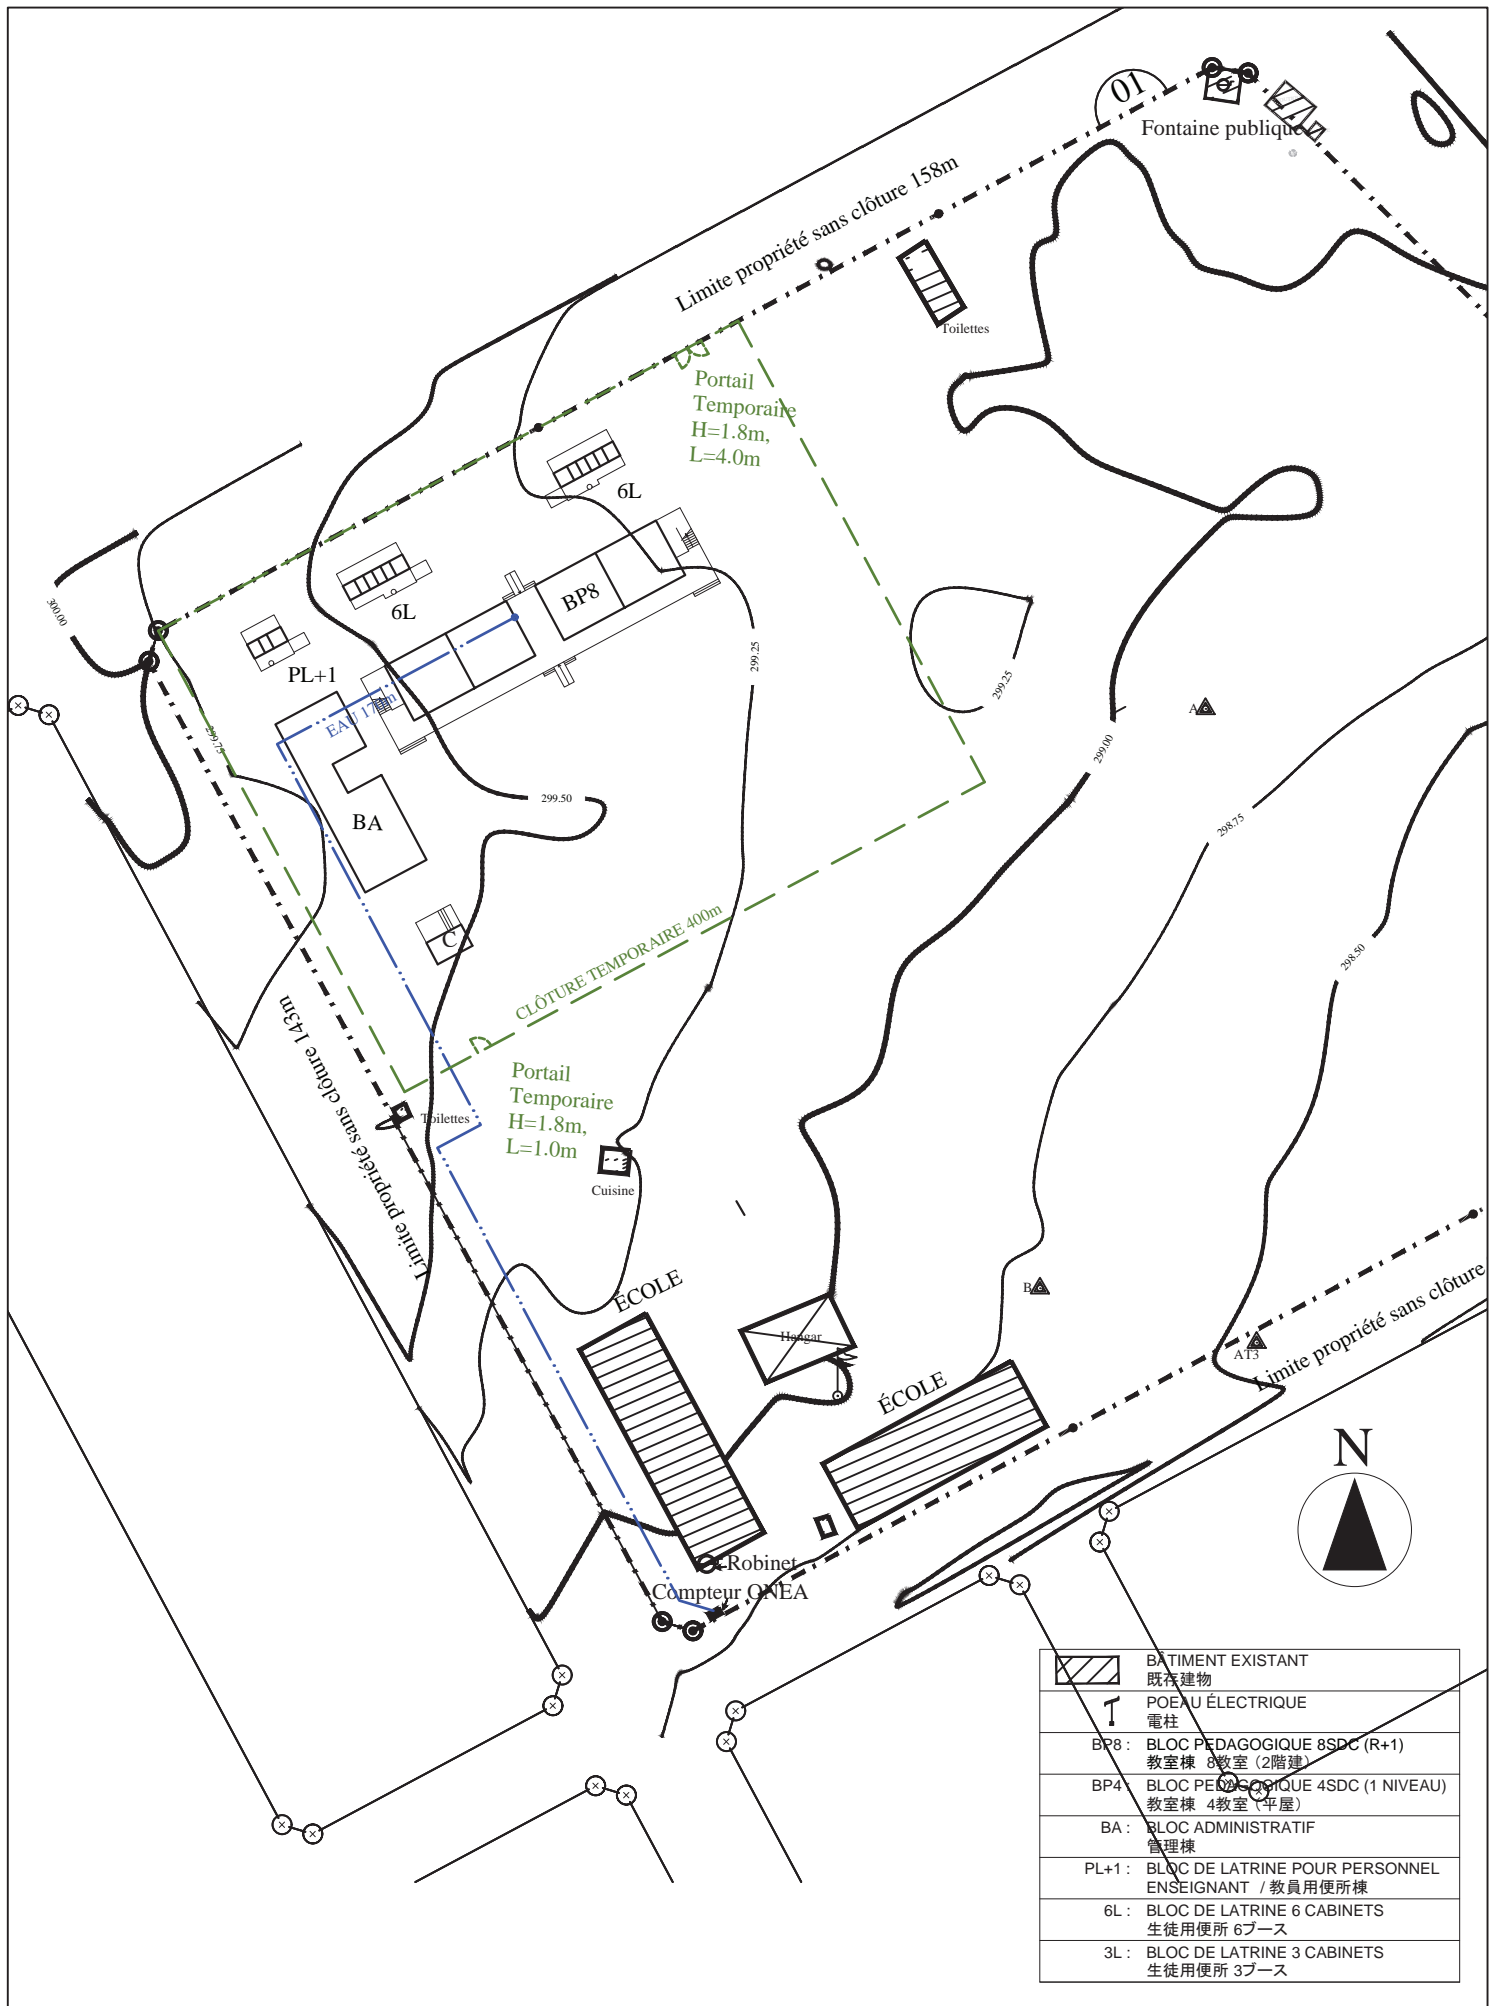 01
Fontaine publique
Limite propriété sans clôture 158m
Toilettes
Portail
Temporaire
H=1.8m,
L=4.0m
6L
BP8
6L
PL+1
300.00
299.25
299.25
299.75
299.00
299.50
298.75
298.50
BA
C
CLÔTURE TEMPORAIRE 400m
Limite propriété sans clôture 143m
Toilettes
Portail
Temporaire
H=1.8m,
L=1.0m
Cuisine
ÉCOLE
Hangar
ÉCOLE
B
AT3
Limite propriété sans clôture
N
Robinet
Compteur ONEA
BÂTIMENT EXISTANT
既存建物
POEAU ÉLECTRIQUE
電柱
BP8 : BLOC PEDAGOGIQUE 8SDC (R+1)
教室棟 8教室（2階建）
BP4 : BLOC PEDAGOGIQUE 4SDC (1 NIVEAU)
教室棟 4教室（平屋）
BA : BLOC ADMINISTRATIF
管理棟
PL+1 : BLOC DE LATRINE POUR PERSONNEL
ENSEIGNANT / 教員用便所棟
6L : BLOC DE LATRINE 6 CABINETS
生徒用便所 6ブース
3L : BLOC DE LATRINE 3 CABINETS
生徒用便所 3ブース